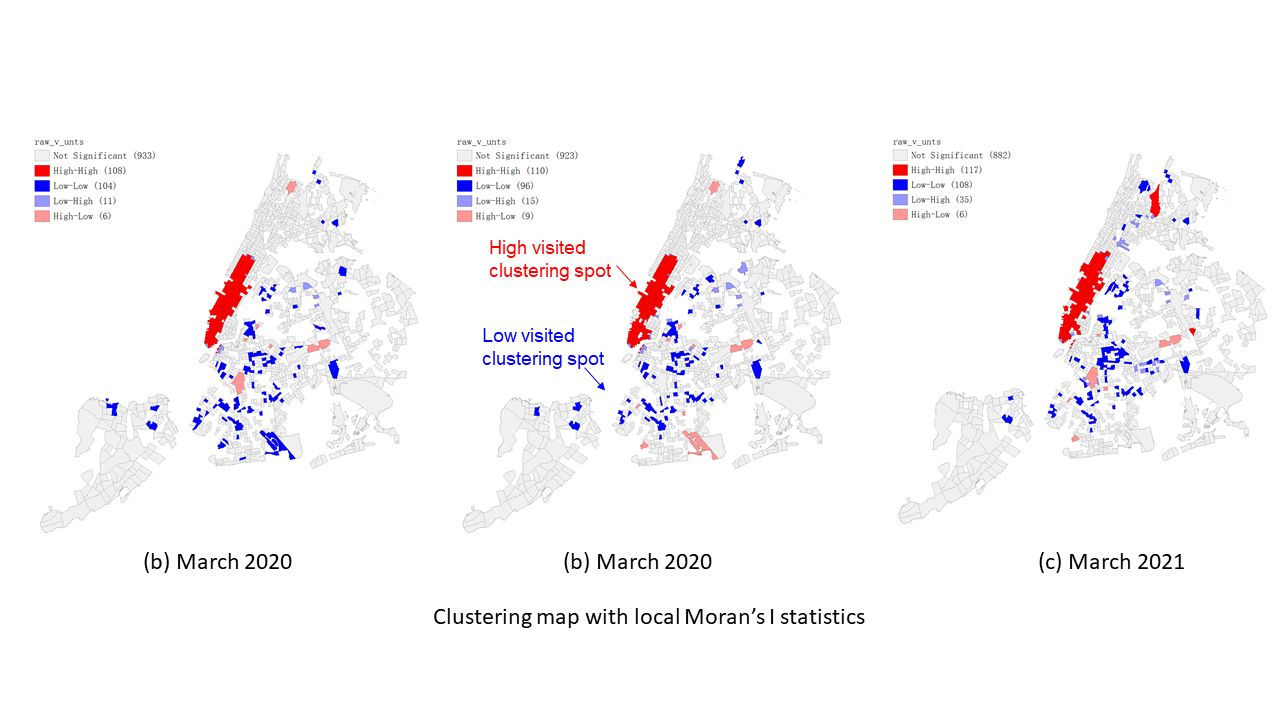 raw_v_unts
Not Significant (933)
High-High (108)
Low-Low (104)
Low-High (11)
High-Low (6)
raw_v_unts
Not Significant (923)
High-High (110)
Low-Low (96)
Low-High (15)
High-Low (9)
High visited
clustering spot
Low visited
clustering spot
raw_v_unts
Not Significant (882)
High-High (117)
Low-Low (108)
Low-High (35)
High-Low (6)
(b) March 2020
(b) March 2020
(c) March 2021
Clustering map with local Moran’s I statistics